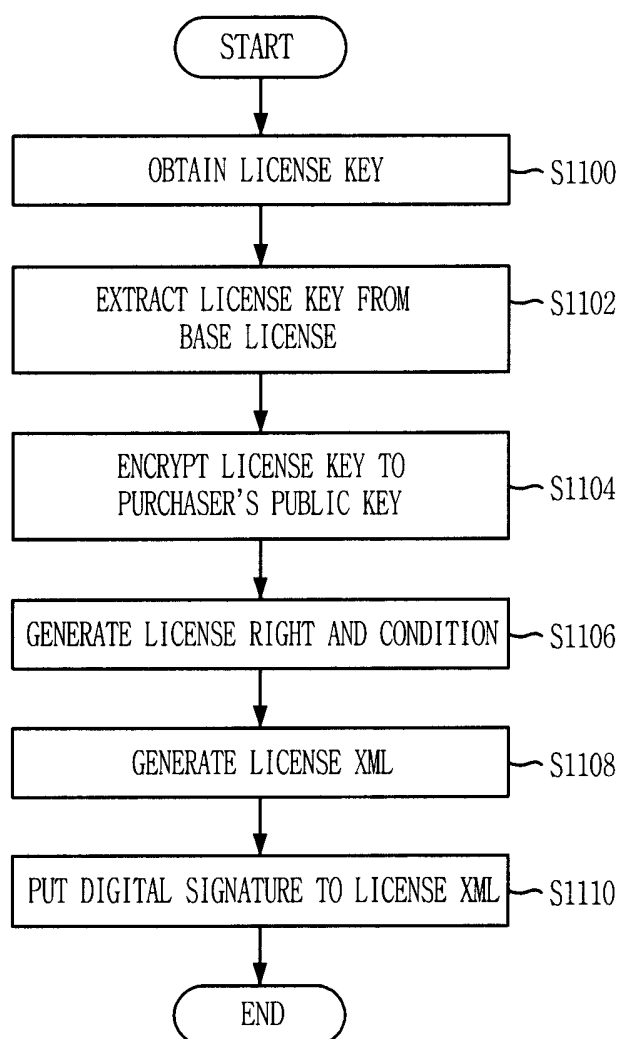 START
OBTAIN LICENSE KEY
S1100
EXTRACT LICENSE KEY FROM
BASE LICENSE
S1102
ENCRYPT LICENSE KEY TO
PURCHASER'S PUBLIC KEY
S1104
GENERATE LICENSE RIGHT AND CONDITION
S1106
GENERATE LICENSE XML
S1108
PUT DIGITAL SIGNATURE TO LICENSE XML
S1110
END